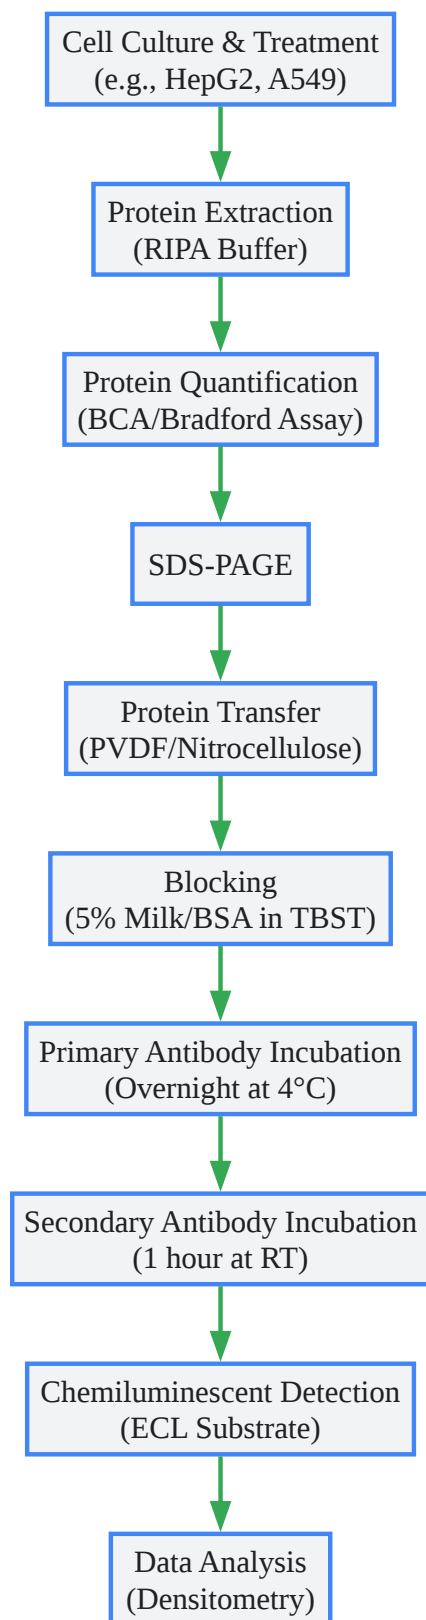 Cell Culture & Treatment
(e.g., HepG2, A549)
Protein Extraction
(RIPA Buffer)
Protein Quantification
(BCA/Bradford Assay)
SDS-PAGE
Protein Transfer
(PVDF/Nitrocellulose)
Blocking
(5% Milk/BSA in TBST)
Primary Antibody Incubation
(Overnight at 4°C)
Secondary Antibody Incubation
(1 hour at RT)
Chemiluminescent Detection
(ECL Substrate)
Data Analysis
(Densitometry)